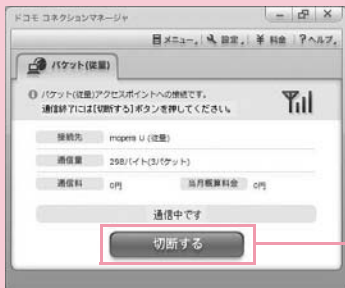 ドコモ コネクションマネージャ
メニュー 設定 ¥ 料金 ? ヘルプ
パケット(従量)
パケット(従量)アクセスポイントへの接続です。
通信終了には[切断する]ボタンを押してください。
接続先 mopera U (従量)
通信量 298バイト(3パケット)
通信料 0円 当月概算料金 0円
通信中です
切断する